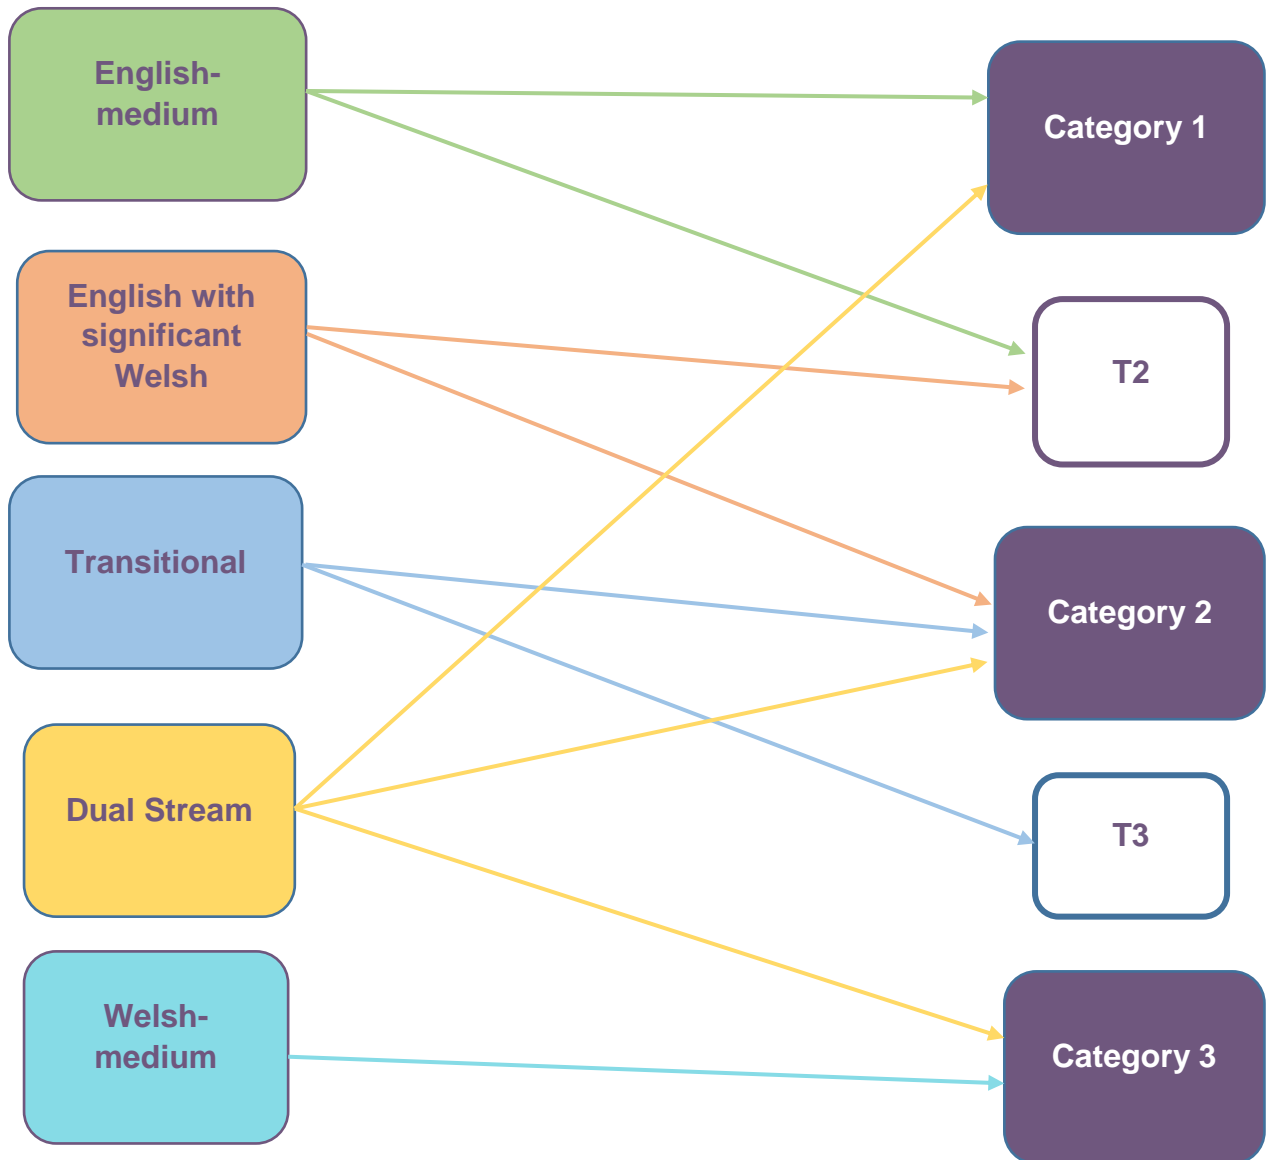 English-
medium
English with
significant
Welsh
Transitional
Dual Stream
Welsh-
medium
Category 1
T2
Category 2
T3
Category 3